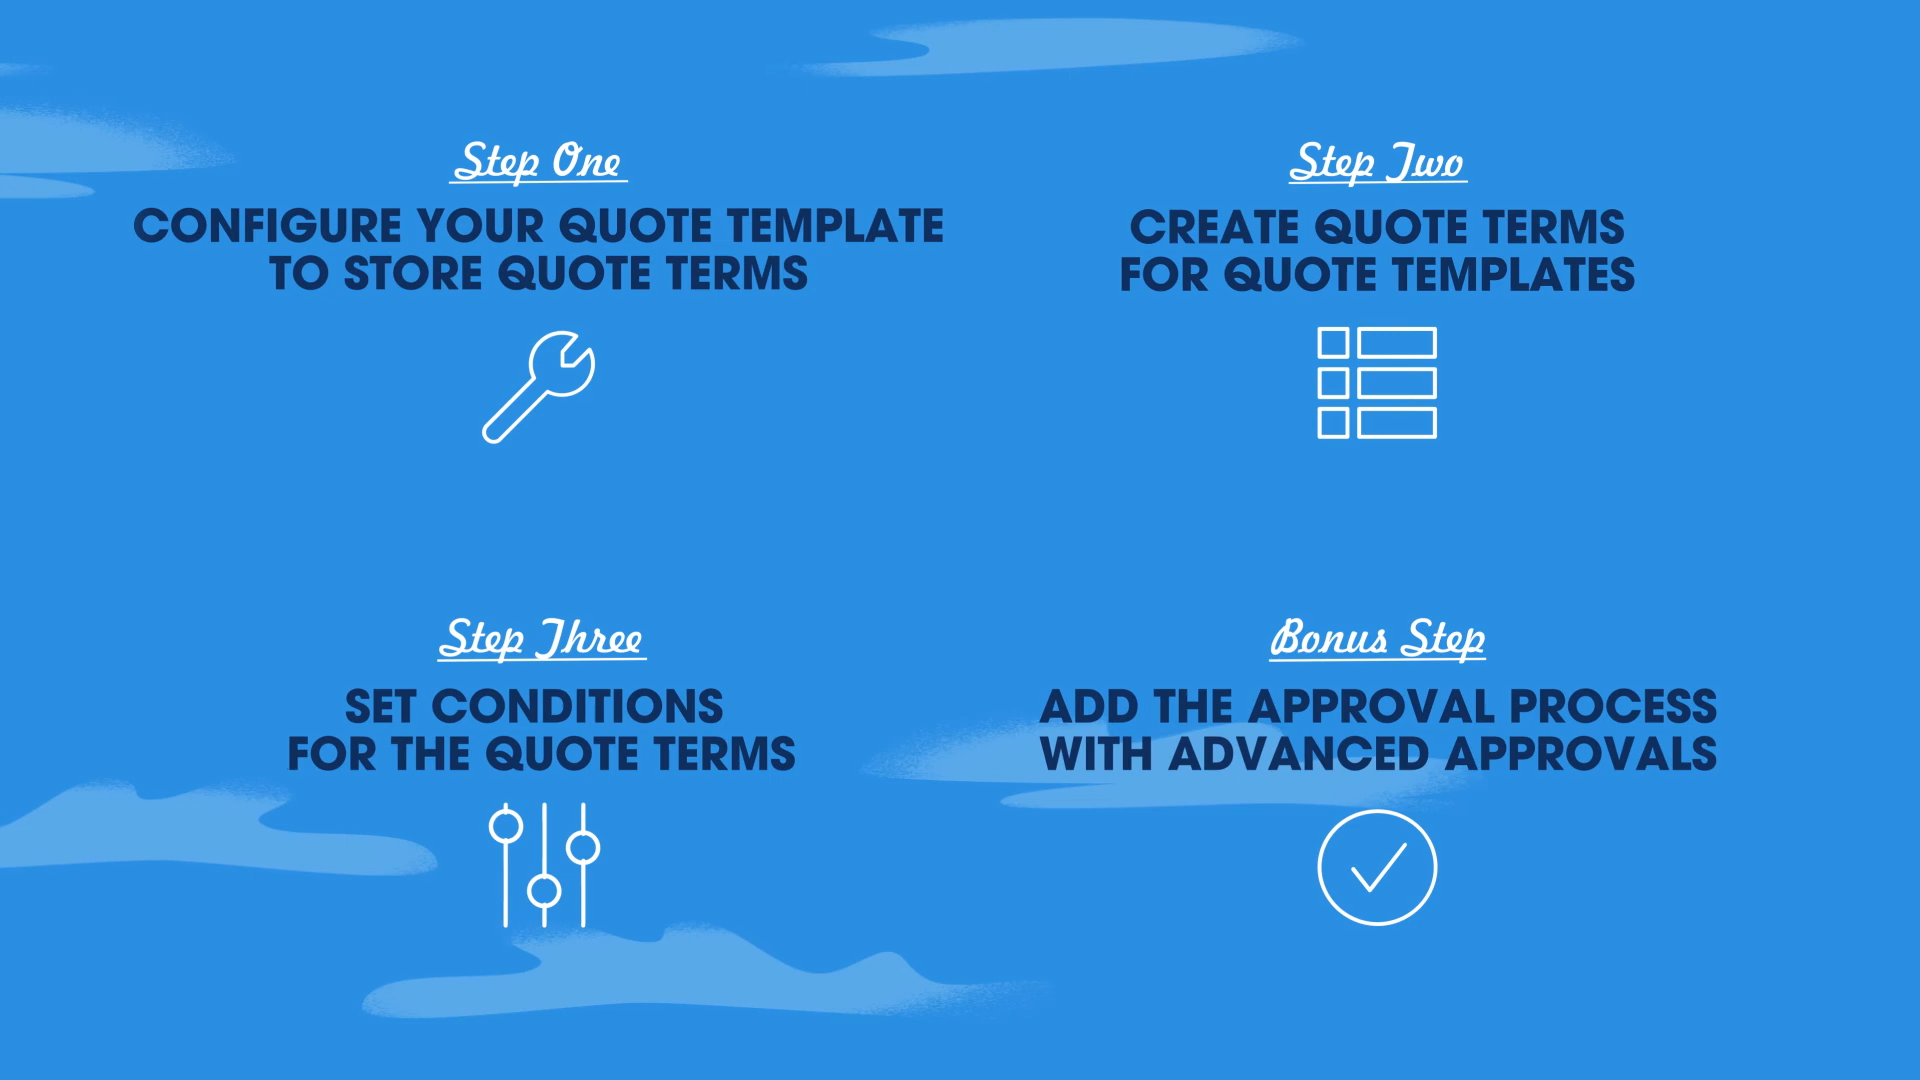 Step One
CONFIGURE YOUR QUOTE TEMPLATE
TO STORE QUOTE TERMS
Step Two
CREATE QUOTE TERMS
FOR QUOTE TEMPLATES
Step Three
SET CONDITIONS
FOR THE QUOTE TERMS
Bonus Step
ADD THE APPROVAL PROCESS
WITH ADVANCED APPROVALS